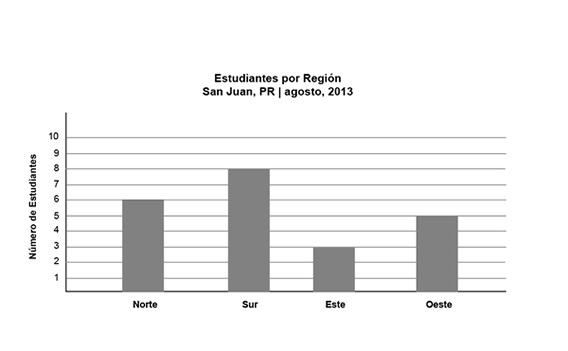 Estudiantes por Región
San Juan, PR | agosto, 2013
Número de Estudiantes
10
9
8
7
6
5
4
3
2
1
Norte Sur Este Oeste